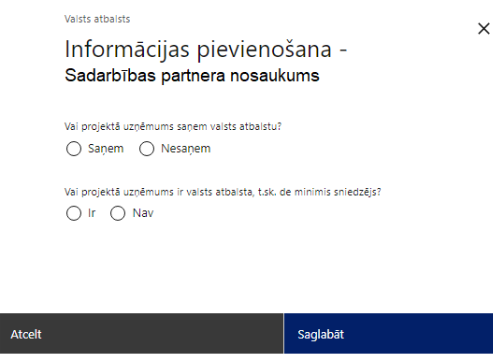 Valsts atbalsts
Informācijas pievienošana -
Sadarbības partnera nosaukums
Vai projektā uzņēmums saņem valsts atbalstu?
Saņem Nesaņem
Vai projektā uzņēmums ir valsts atbalsta, t.sk. de minimis sniedzējs?
Ir Nav
Atcelt Saglabāt